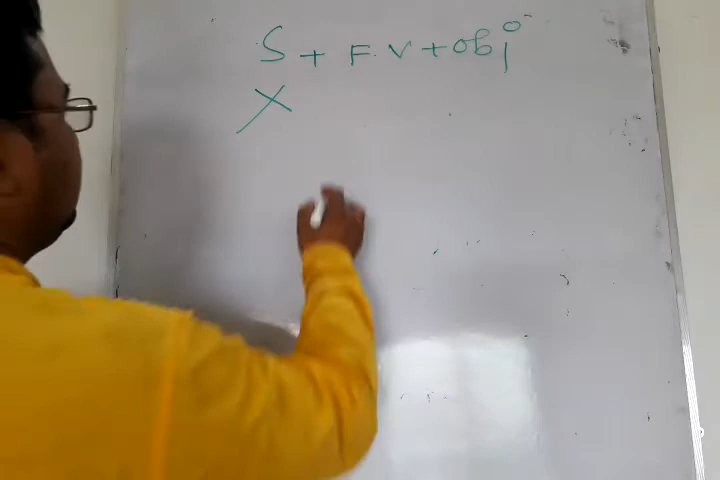 S + F.V + obj
X